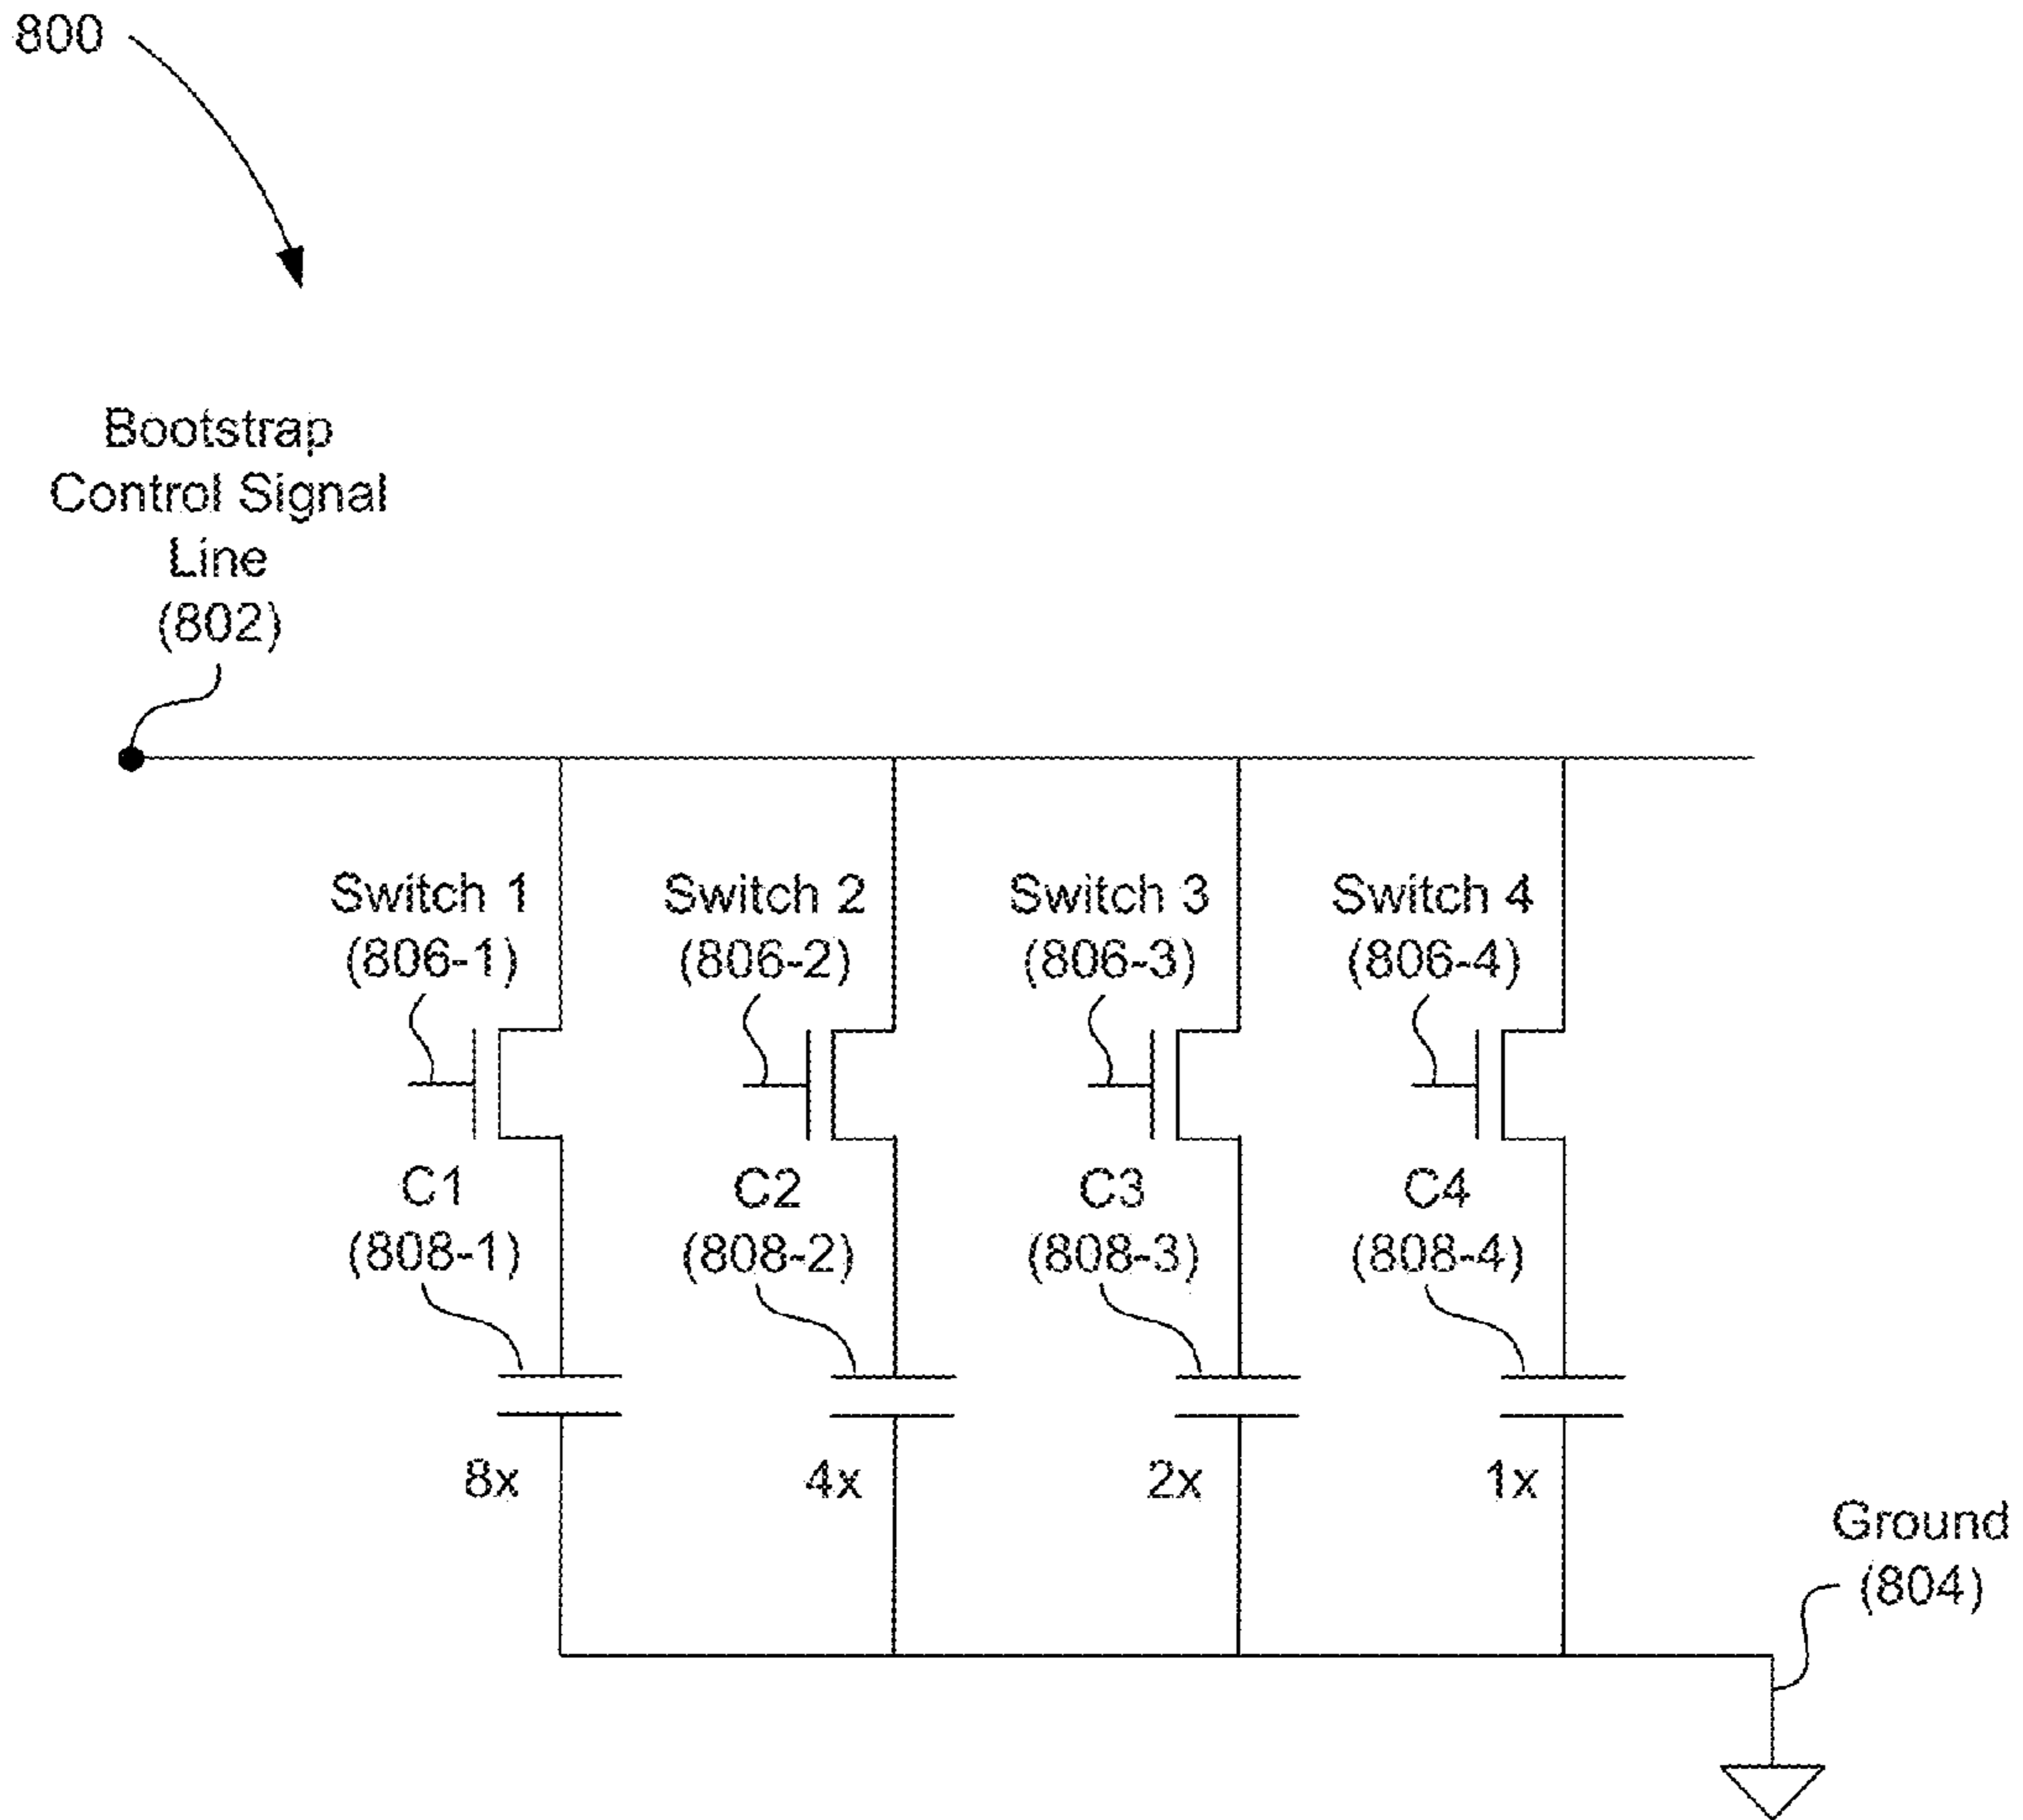 800
Bootstrap
Control Signal
Line
(802)
Switch 1
(806-1)
Switch 2
(806-2)
Switch 3
(806-3)
Switch 4
(806-4)
C1
(808-1)
C2
(808-2)
C3
(808-3)
C4
(808-4)
8x
4x
2x
1x
Ground
(804)